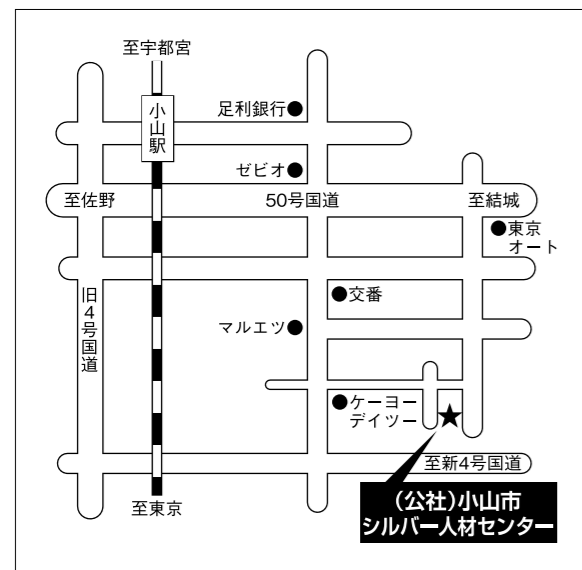 至宇都宮
小山駅
足利銀行
ゼビオ
至佐野
50号国道
至結城
東京
オート
旧4号国道
交番
マルエツ
ケーヨー
デイツー
至新4号国道
至東京
(公社)小山市
シルバー人材センター